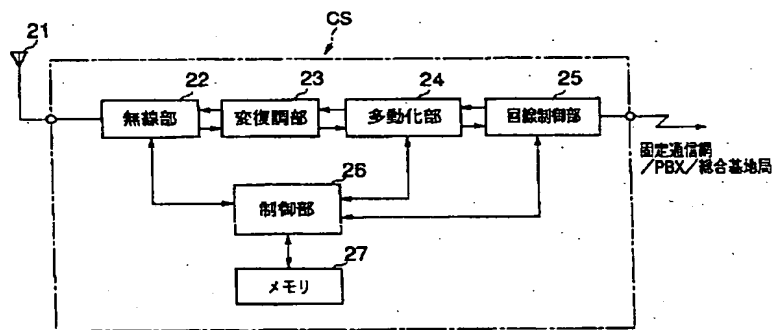 CS
21
22
23
24
25
無線部
変復調部
多動化部
回線制御部
固定通信網
/PBX/総合基地局
26
制御部
27
メモリ